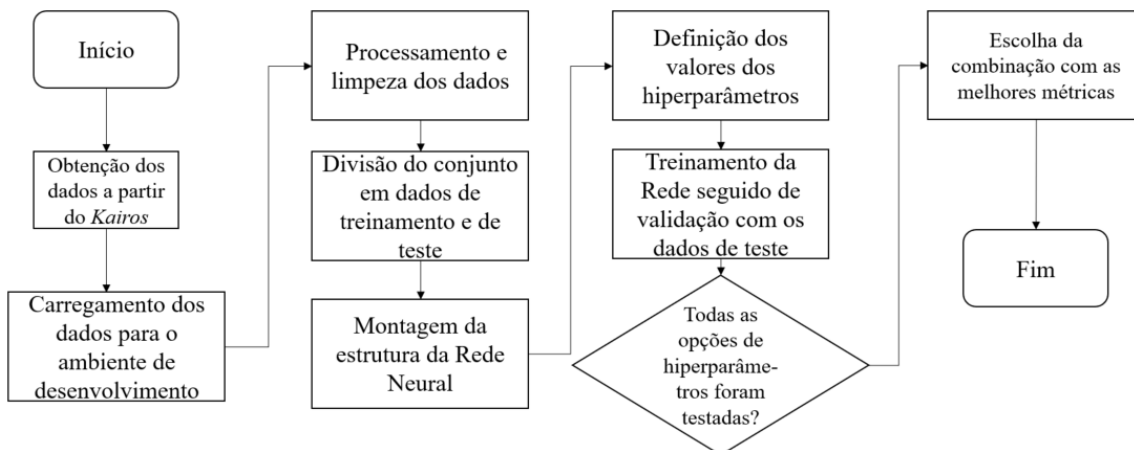 Início
Obtenção dos
dados a partir
do Kairos
Carregamento dos
dados para o
ambiente de
desenvolvimento
Processamento e
limpeza dos dados
Divisão do conjunto
em dados de
treinamento e de
teste
Montagem da
estrutura da Rede
Neural
Definição dos
valores dos
hiperparâmetros
Treinamento da
Rede seguido de
validação com os
dados de teste
Todas as
opções de
hiperparâme-
tros foram
testadas?
Escolha da
combinação com as
melhores métricas
Fim